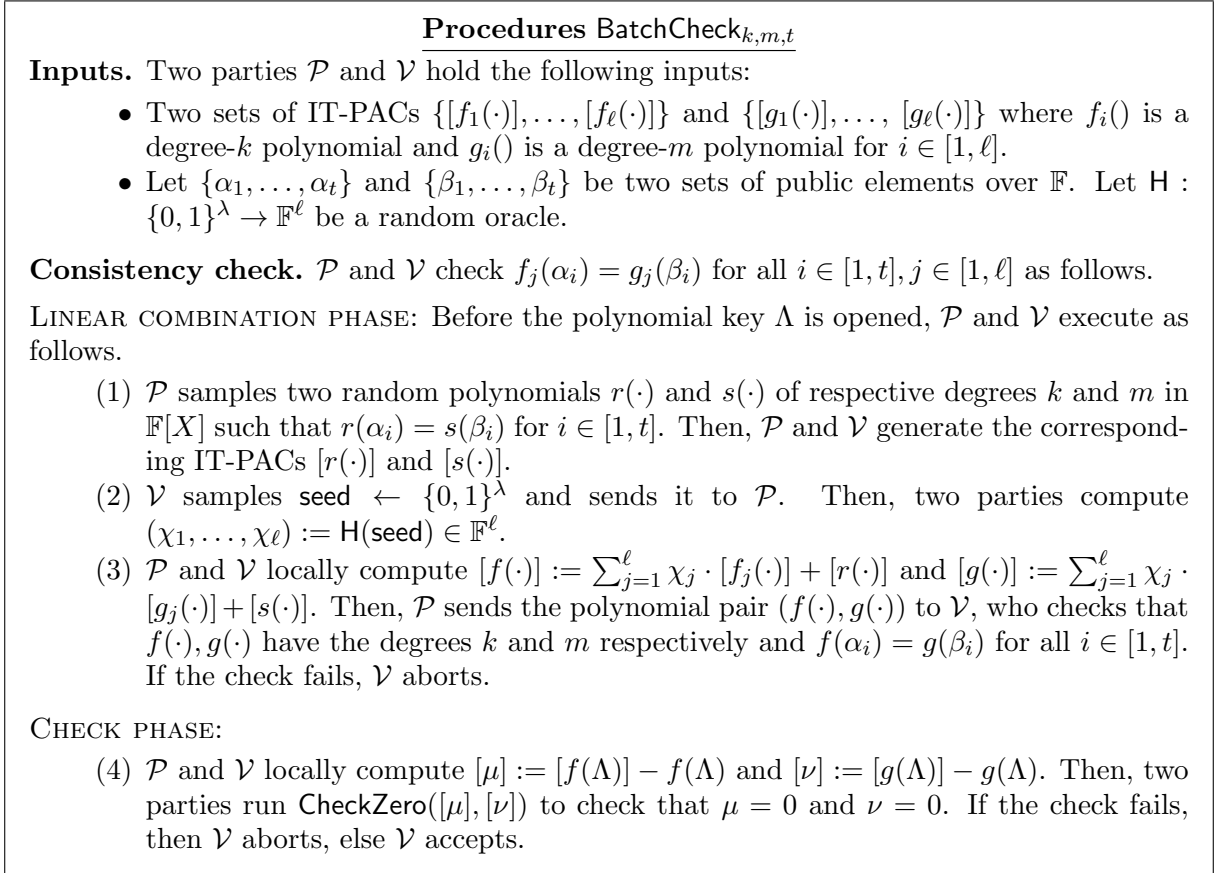 Procedures BatchCheck_{k,m,t}
Inputs. Two parties 𝒫 and 𝒱 hold the following inputs:
• Two sets of IT-PACs {[f_1(·)], . . . , [f_ℓ(·)]} and {[g_1(·)], . . . , [g_ℓ(·)]} where f_i() is a
degree-k polynomial and g_i() is a degree-m polynomial for i ∈ [1, ℓ].
• Let {α_1, . . . , α_t} and {β_1, . . . , β_t} be two sets of public elements over 𝔽. Let H :
{0, 1}^λ → 𝔽^ℓ be a random oracle.
Consistency check. 𝒫 and 𝒱 check f_j(α_i) = g_j(β_i) for all i ∈ [1, t], j ∈ [1, ℓ] as follows.
LINEAR COMBINATION PHASE: Before the polynomial key Λ is opened, 𝒫 and 𝒱 execute as
follows.
(1) 𝒫 samples two random polynomials r(·) and s(·) of respective degrees k and m in
𝔽[X] such that r(α_i) = s(β_i) for i ∈ [1, t]. Then, 𝒫 and 𝒱 generate the correspond-
ing IT-PACs [r(·)] and [s(·)].
(2) 𝒱 samples seed ← {0, 1}^λ and sends it to 𝒫. Then, two parties compute
(χ_1, . . . , χ_ℓ) := H(seed) ∈ 𝔽^ℓ.
(3) 𝒫 and 𝒱 locally compute [f(·)] := ∑_{j=1}^ℓ χ_j · [f_j(·)] + [r(·)] and [g(·)] := ∑_{j=1}^ℓ χ_j ·
[g_j(·)]+[s(·)]. Then, 𝒫 sends the polynomial pair (f(·), g(·)) to 𝒱, who checks that
f(·), g(·) have the degrees k and m respectively and f(α_i) = g(β_i) for all i ∈ [1, t].
If the check fails, 𝒱 aborts.
CHECK PHASE:
(4) 𝒫 and 𝒱 locally compute [μ] := [f(Λ)] − f(Λ) and [ν] := [g(Λ)] − g(Λ). Then, two
parties run CheckZero([μ], [ν]) to check that μ = 0 and ν = 0. If the check fails,
then 𝒱 aborts, else 𝒱 accepts.